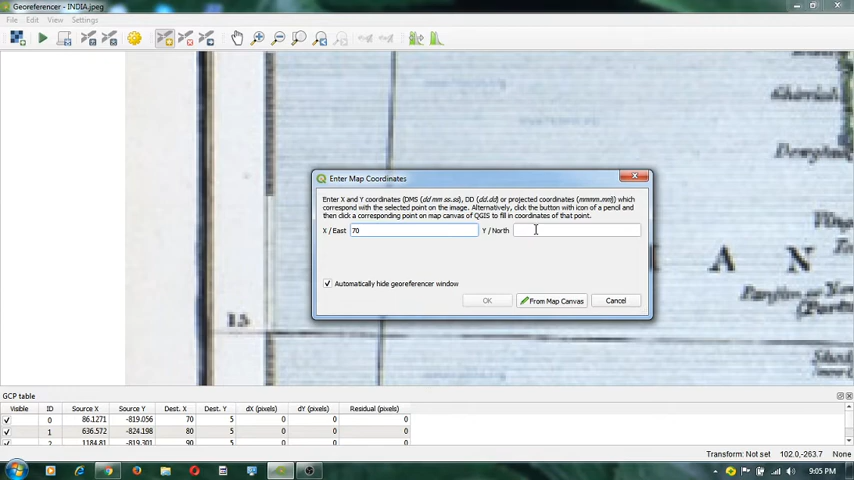 Georeferencer - INDIA.jpeg
File Edit View Settings
Enter Map Coordinates
Enter X and Y coordinates (DMS (dd mm ss.ss), DD (dd.dd) or projected coordinates (mmmm.mm)) which
correspond with the selected point on the image. Alternatively, click the button with icon of a pencil and
then click a corresponding point on map canvas of QGIS to fill in coordinates of that point.
X / East 70 Y / North
Automatically hide georeferencer window
OK From Map Canvas Cancel
A N
15
GCP table
Visible ID Source X Source Y Dest. X Dest. Y dX (pixels) dY (pixels) Residual (pixels)
0 86.1271 -819.056 70 5 0 0 0
1 636.572 -824.198 80 5 0 0 0
2 1184.81 -819.301 90 5 0 0 0
Transform: Not set 102.0,-263.7 None
9:05 PM